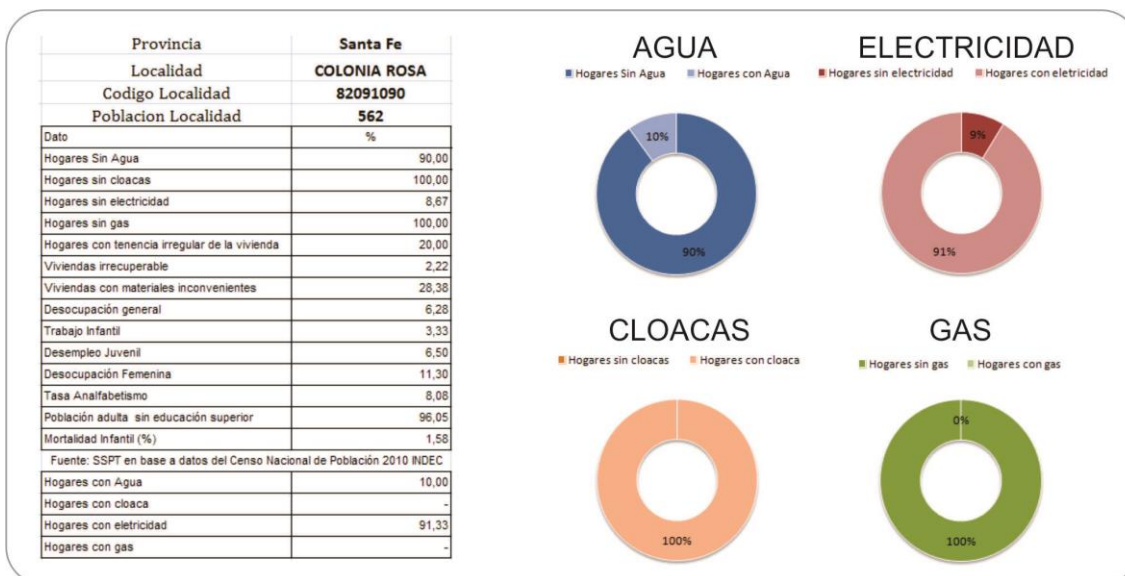 Provincia Santa Fe
Localidad COLONIA ROSA
Codigo Localidad 82091090
Poblacion Localidad 562
Dato %
Hogares Sin Agua 90,00
Hogares sin cloacas 100,00
Hogares sin electricidad 8,67
Hogares sin gas 100,00
Hogares con tenencia irregular de la vivienda 20,00
Viviendas irrecuperable 2,22
Viviendas con materiales inconvenientes 28,38
Desocupación general 6,28
Trabajo Infantil 3,33
Desempleo Juvenil 6,50
Desocupación Femenina 11,30
Tasa Analfabetismo 8,08
Población adulta sin educación superior 96,05
Mortalidad Infantil (%) 1,58
Fuente: SSPT en base a datos del Censo Nacional de Población 2010 INDEC
Hogares con Agua 10,00
Hogares con cloaca -
Hogares con eletricidad 91,33
Hogares con gas -
AGUA
Hogares Sin Agua Hogares con Agua
10%
90%
ELECTRICIDAD
Hogares sin electricidad Hogares con eletricidad
9%
91%
CLOACAS
Hogares sin cloacas Hogares con cloaca
100%
GAS
Hogares sin gas Hogares con gas
0%
100%